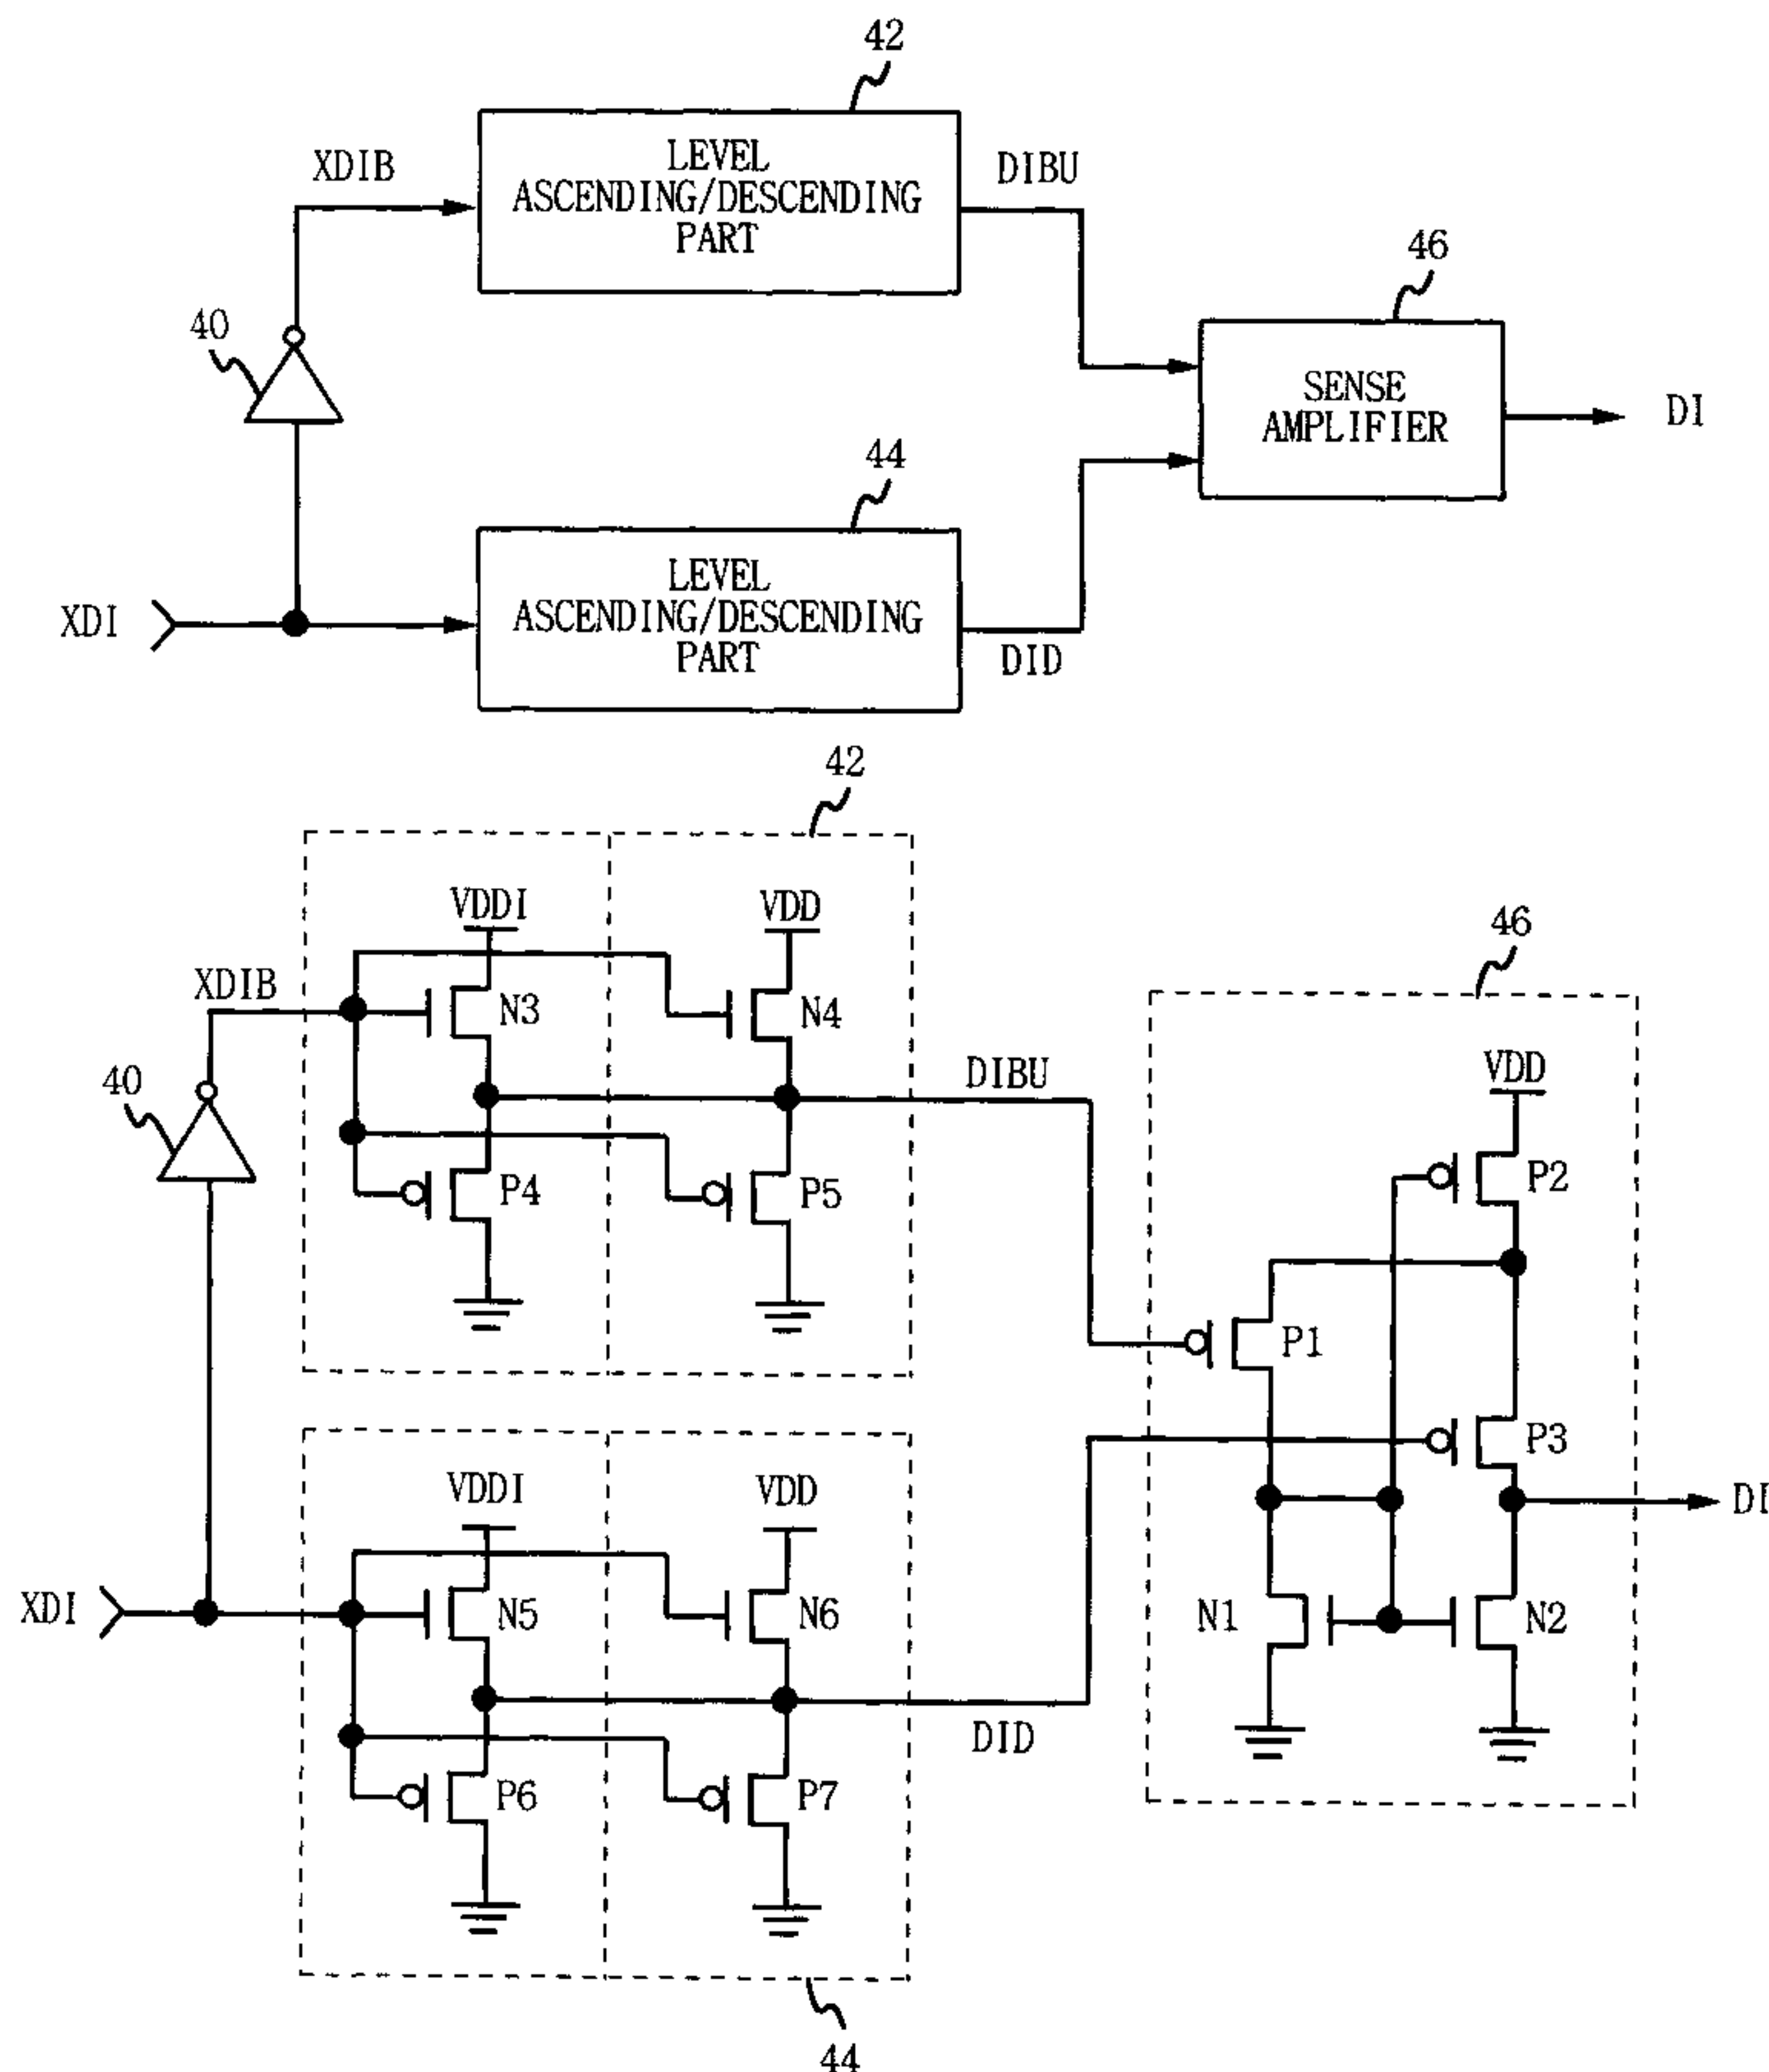 42
XDIB
LEVEL
ASCENDING/DESCENDING
PART
DIBU
46
40
SENSE
AMPLIFIER
DI
44
XDI
LEVEL
ASCENDING/DESCENDING
PART
DID
42
VDDI
VDD
46
XDIB
N3
N4
40
DIBU
VDD
P4
P5
P2
P1
P3
VDDI
VDD
DI
XDI
N5
N6
N1
N2
DID
P6
P7
44